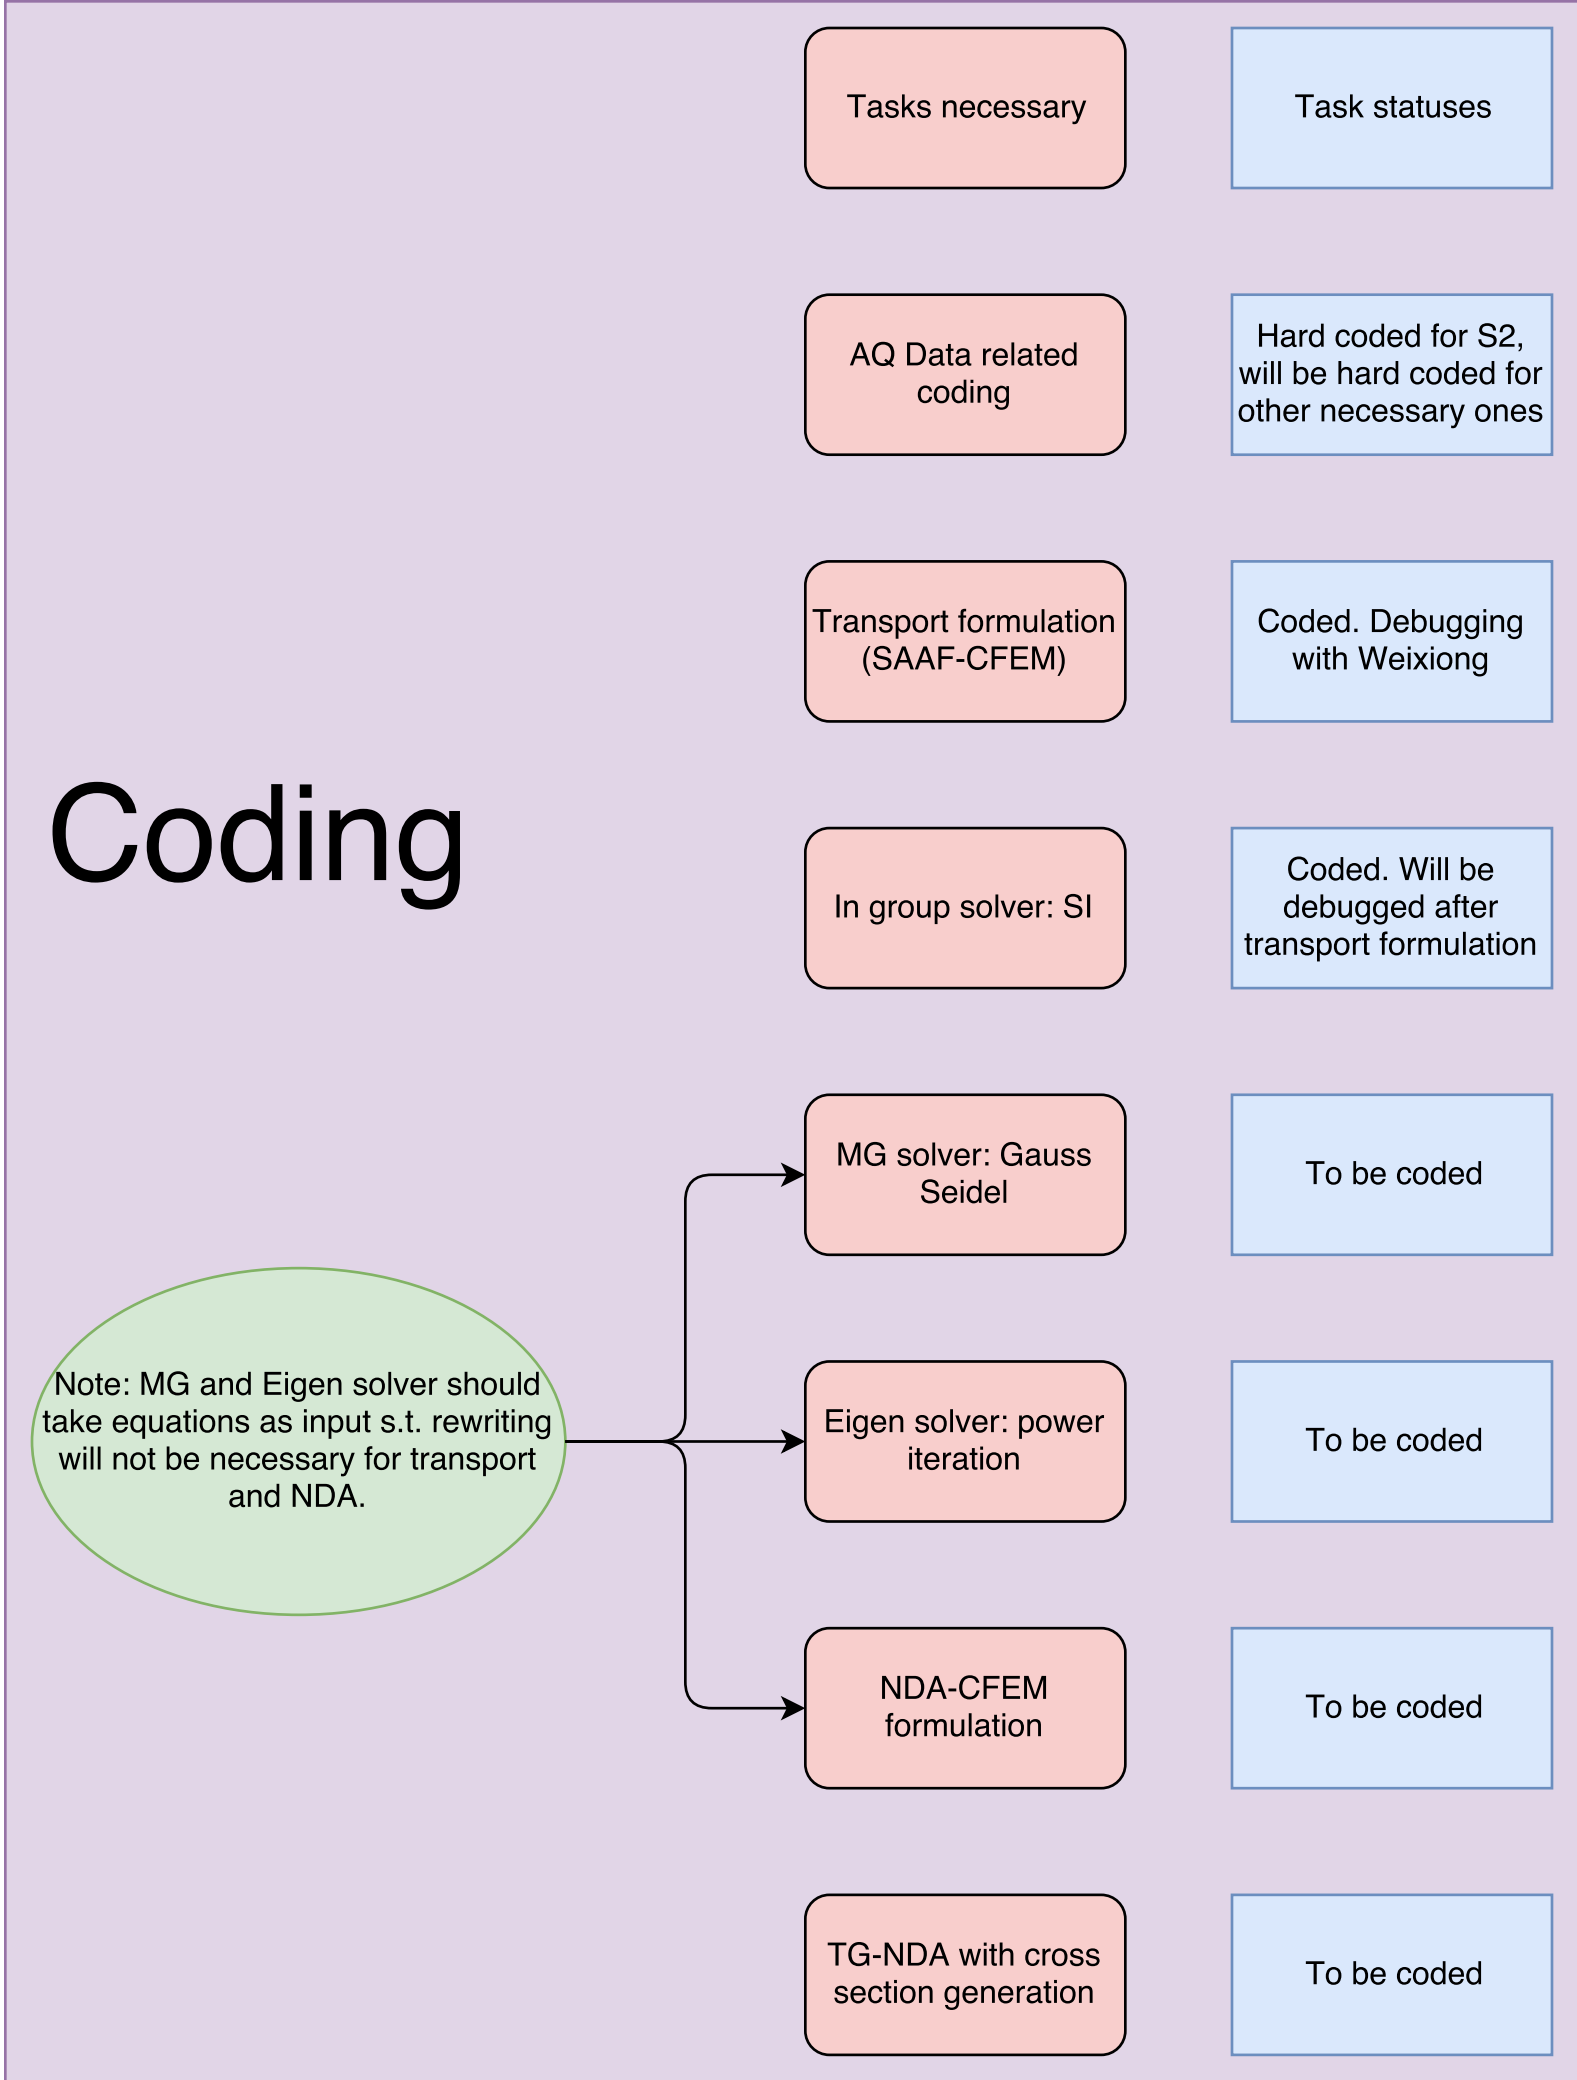 Tasks necessary
Task statuses
AQ Data related
coding
Hard coded for S2,
will be hard coded for
other necessary ones
Transport formulation
(SAAF-CFEM)
Coded. Debugging
with Weixiong
Coding
In group solver: SI
Coded. Will be
debugged after
transport formulation
MG solver: Gauss
Seidel
To be coded
Note: MG and Eigen solver should
take equations as input s.t. rewriting
will not be necessary for transport
and NDA.
Eigen solver: power
iteration
To be coded
NDA-CFEM
formulation
To be coded
TG-NDA with cross
section generation
To be coded